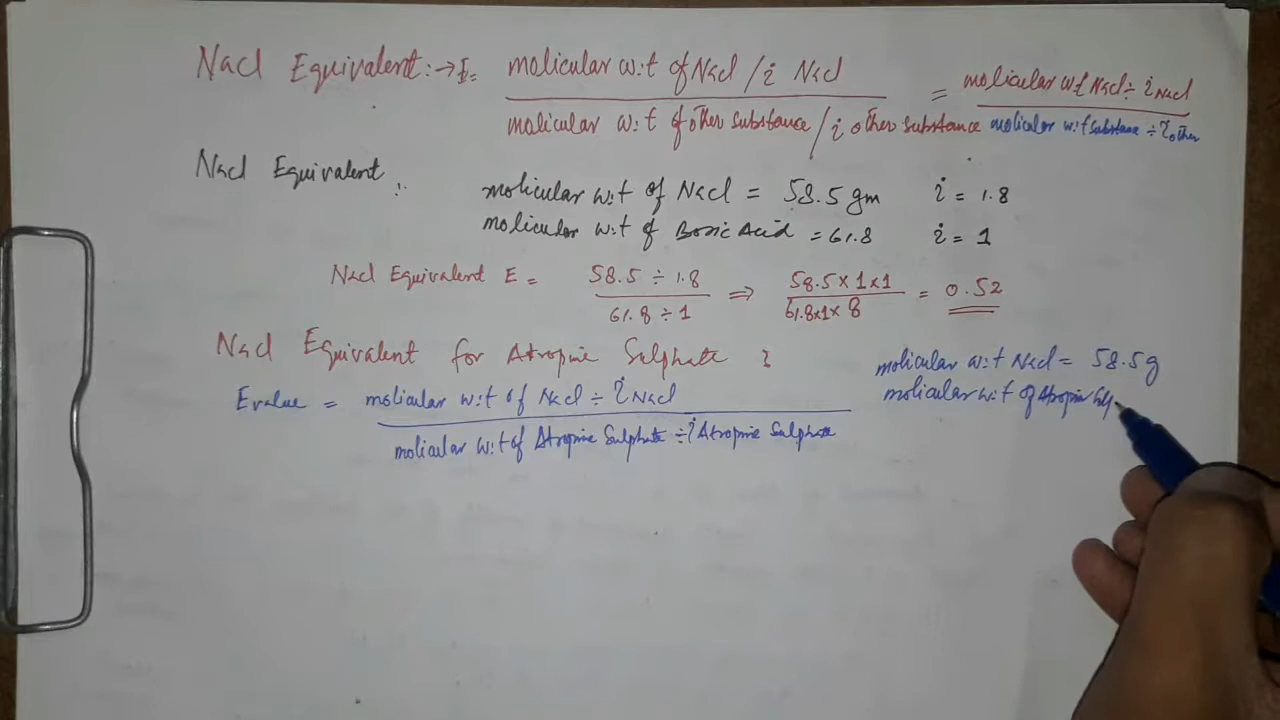 Nacl Equivalent :→ E = molicular w:t of Nacl / i Nacl = molicular wt Nacl ÷ i Nacl
molicular w:t of other substance / i other substance molicular w:t substance ÷ i other
Nacl Equivalent :. molicular w:t of Nacl = 58.5 gm i = 1.8
molicular w:t of Boric Acid = 61.8 i = 1
Nacl Equivalent E = 58.5 ÷ 1.8 ⇒ 58.5 × 1 × 1 = 0.52
61.8 ÷ 1 61.8 × 1 × 8
Nacl Equivalent for Atropine Sulphate ?
molicular w:t Nacl = 58.5 g
E value = molicular w:t of Nacl ÷ i Nacl
molicular w:t of Atropin
molicular w:t of Atropine Sulphate ÷ i Atropine Sulphate